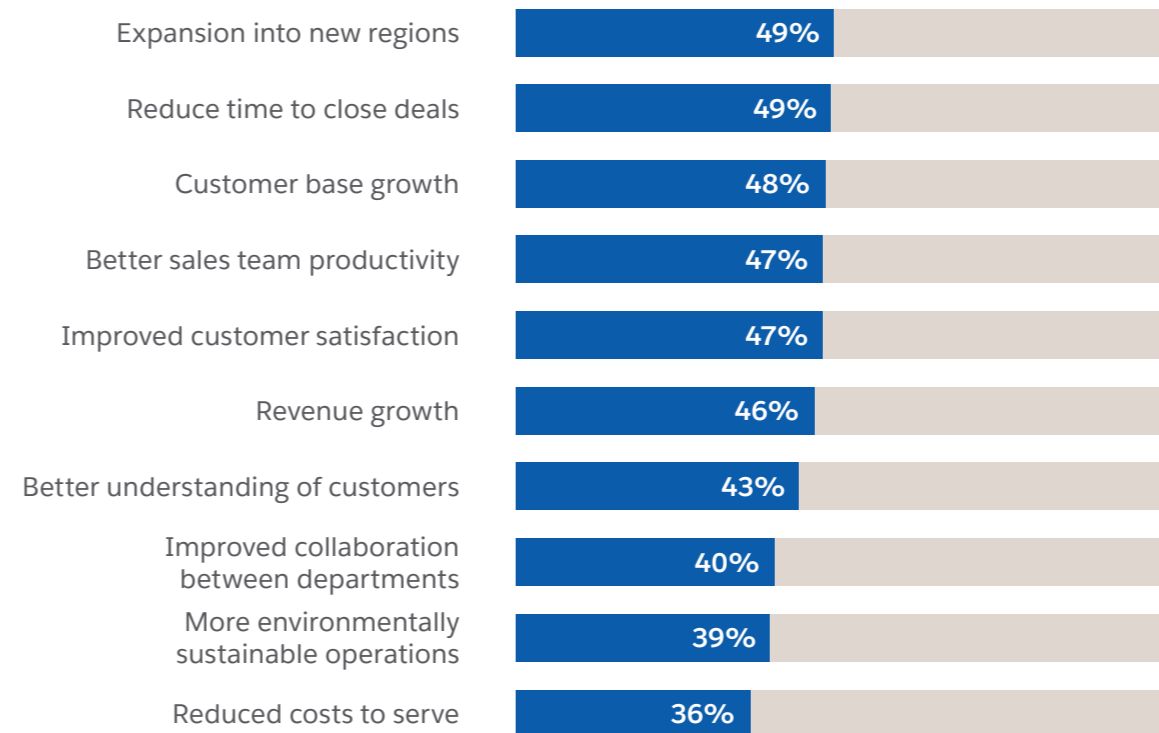 Expansion into new regions 49%
Reduce time to close deals 49%
Customer base growth 48%
Better sales team productivity 47%
Improved customer satisfaction 47%
Revenue growth 46%
Better understanding of customers 43%
Improved collaboration
between departments 40%
More environmentally
sustainable operations 39%
Reduced costs to serve 36%